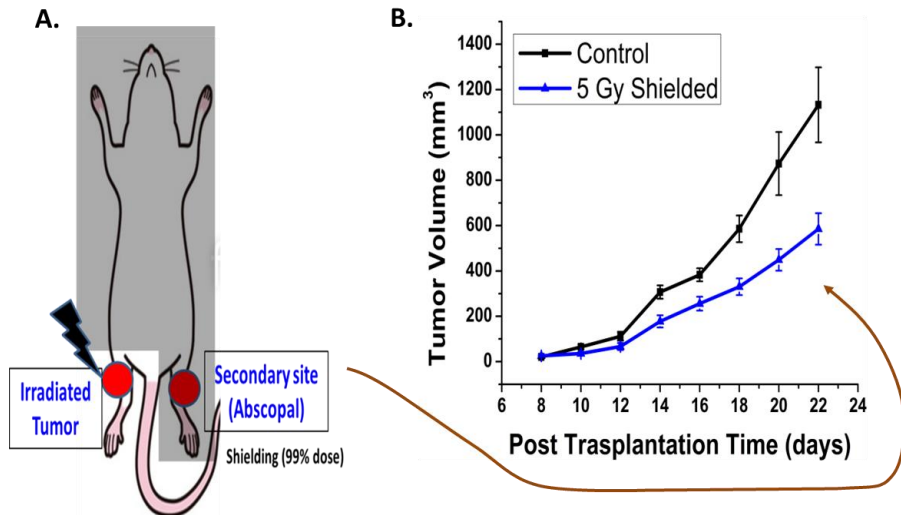 A.
Irradiated
Tumor
Secondary site
(Abscopal)
Shielding (99% dose)
B.
Control
5 Gy Shielded
Tumor Volume (mm³)
1400
1200
1000
800
600
400
200
0
6 8 10 12 14 16 18 20 22 24
Post Trasplantation Time (days)